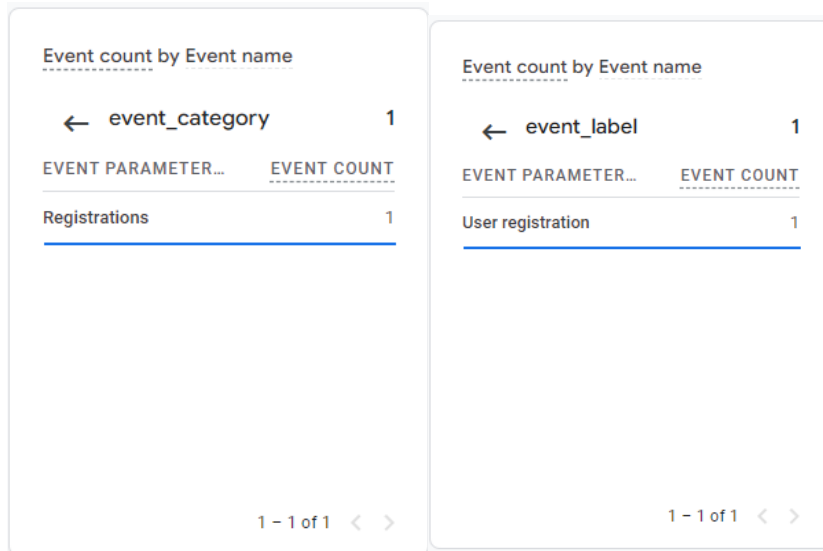 Event count by Event name
← event_category 1
EVENT PARAMETER... EVENT COUNT
Registrations 1
1 – 1 of 1 < >
Event count by Event name
← event_label 1
EVENT PARAMETER... EVENT COUNT
User registration 1
1 – 1 of 1 < >